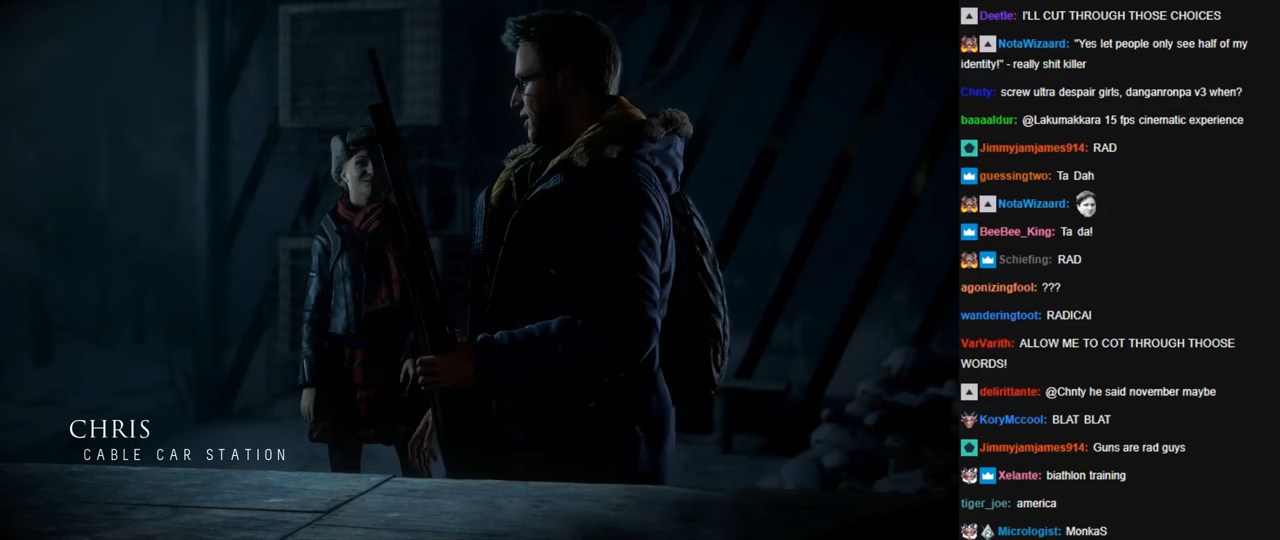 CHRIS
CABLE CAR STATION
Deetle: I'LL CUT THROUGH THOSE CHOICES
NotaWizaard: "Yes let people only see half of my
identity!" - really shit killer
Chnty: screw ultra despair girls, danganronpa v3 when?
baaaaldur: @Lakumakkara 15 fps cinematic experience
Jimmyjamjames914: RAD
guessingtwo: Ta Dah
NotaWizaard:
BeeBee_King: Ta da!
Schiefing: RAD
agonizingfool: ???
wanderingtoot: RADICAl
VarVarith: ALLOW ME TO COT THROUGH THOOSE
WORDS!
delirittante: @Chnty he said november maybe
KoryMccool: BLAT BLAT
Jimmyjamjames914: Guns are rad guys
Xelante: biathlon training
tiger_joe: america
Micrologist: MonkaS